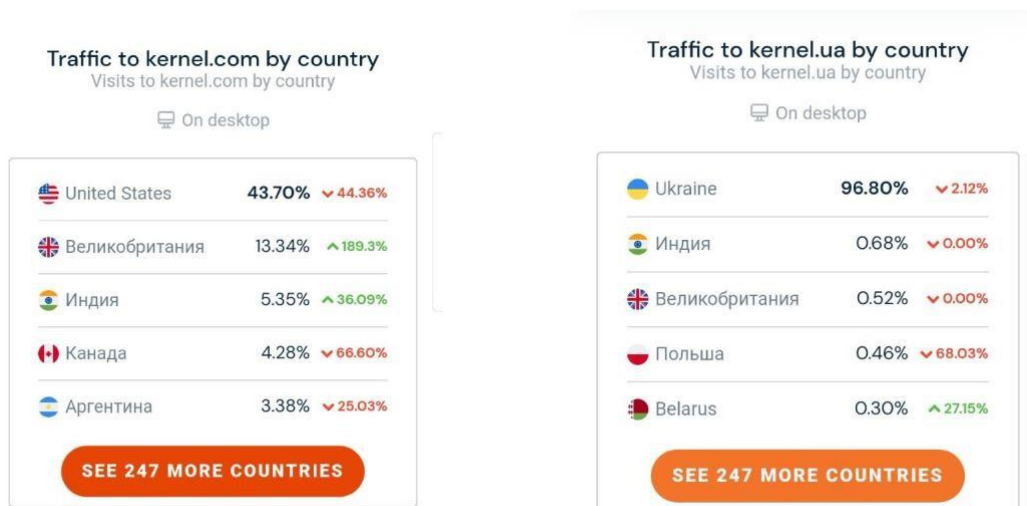 Traffic to kernel.com by country
Visits to kernel.com by country
On desktop
United States 43.70% 44.36%
Великобритания 13.34% 189.3%
Индия 5.35% 36.09%
Канада 4.28% 66.60%
Аргентина 3.38% 25.03%
SEE 247 MORE COUNTRIES
Traffic to kernel.ua by country
Visits to kernel.ua by country
On desktop
Ukraine 96.80% 2.12%
Индия 0.68% 0.00%
Великобритания 0.52% 0.00%
Польша 0.46% 68.03%
Belarus 0.30% 27.15%
SEE 247 MORE COUNTRIES